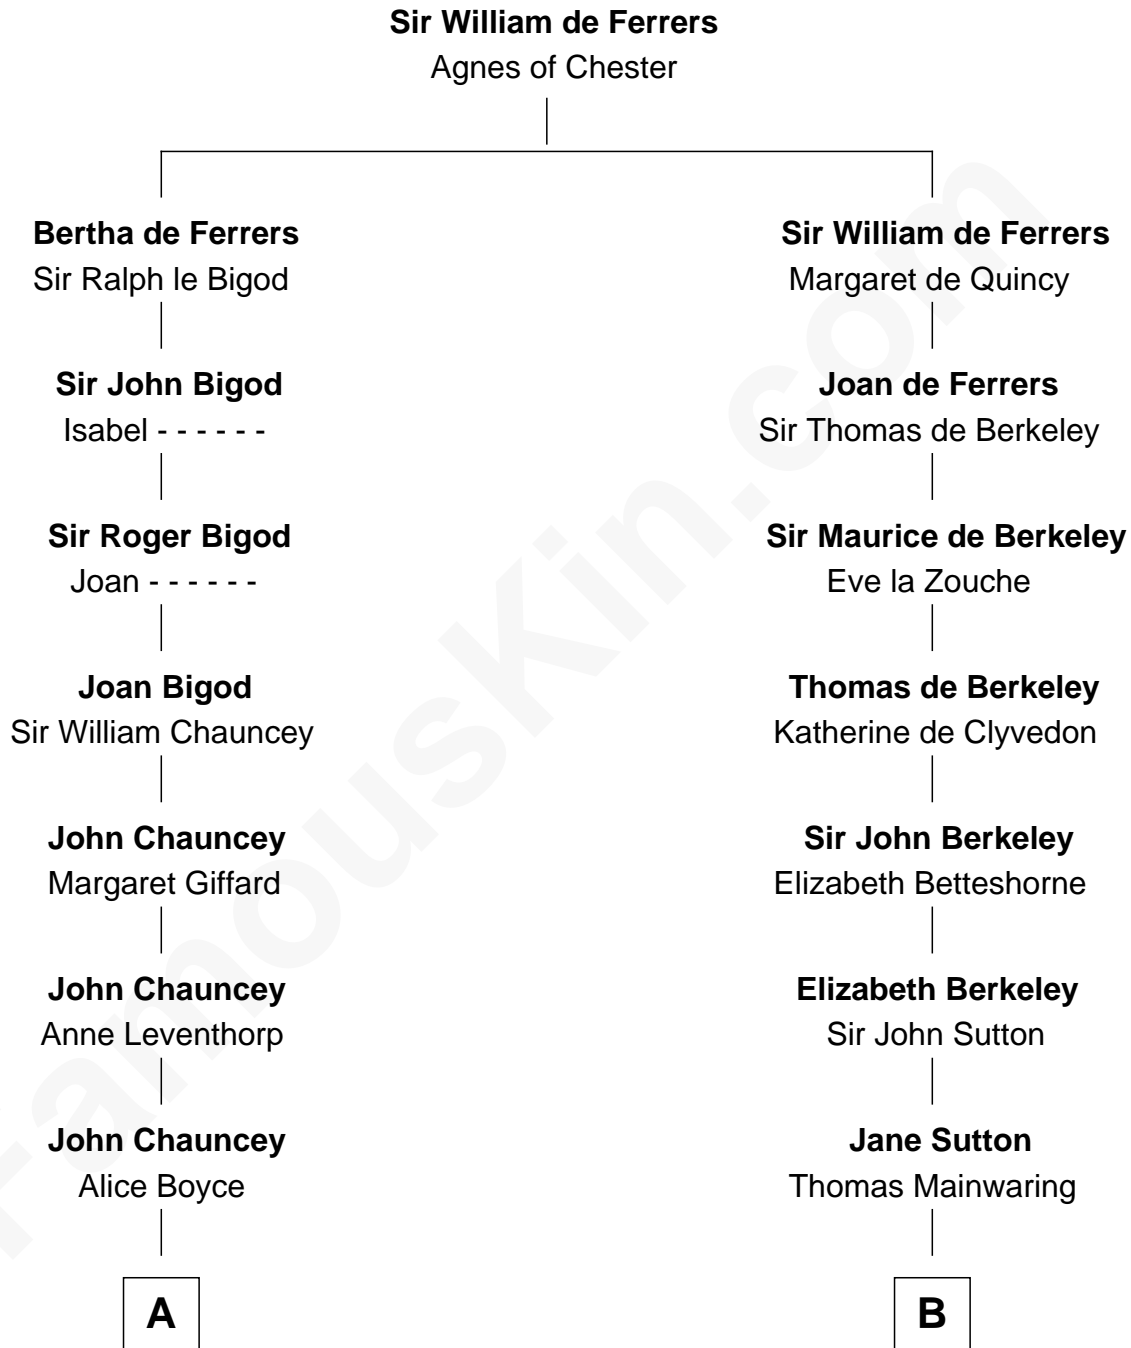 Sir William de Ferrers
Agnes of Chester
Bertha de Ferrers
Sir Ralph le Bigod
Sir William de Ferrers
Margaret de Quincy
Sir John Bigod
Isabel - - - - - -
Joan de Ferrers
Sir Thomas de Berkeley
Sir Roger Bigod
Joan - - - - - -
Sir Maurice de Berkeley
Eve la Zouche
Joan Bigod
Sir William Chauncey
Thomas de Berkeley
Katherine de Clyvedon
John Chauncey
Margaret Giffard
Sir John Berkeley
Elizabeth Betteshorne
John Chauncey
Anne Leventhorp
Elizabeth Berkeley
Sir John Sutton
John Chauncey
Alice Boyce
Jane Sutton
Thomas Mainwaring
A
B
FamousKin.com